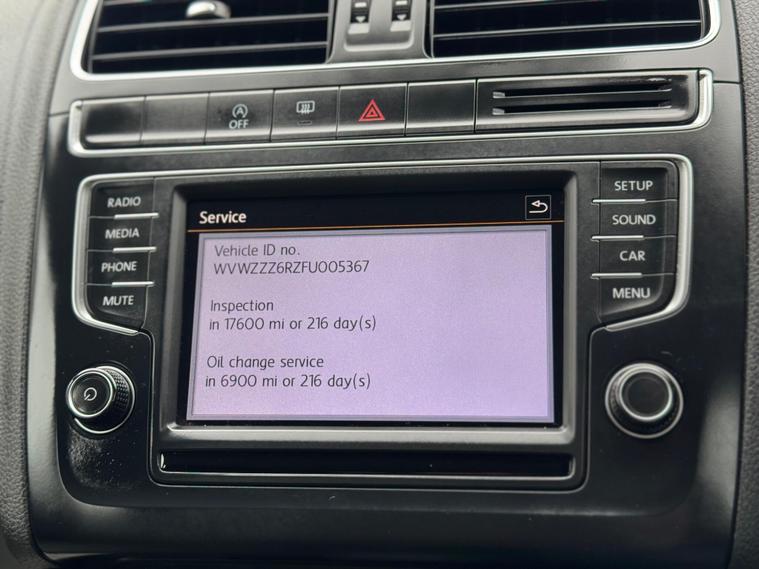 OFF
RADIO
MEDIA
PHONE
MUTE
Service
Vehicle ID no.
WVWZZZ6RZFU005367
Inspection
in 17600 mi or 216 day(s)
Oil change service
in 6900 mi or 216 day(s)
SETUP
SOUND
CAR
MENU